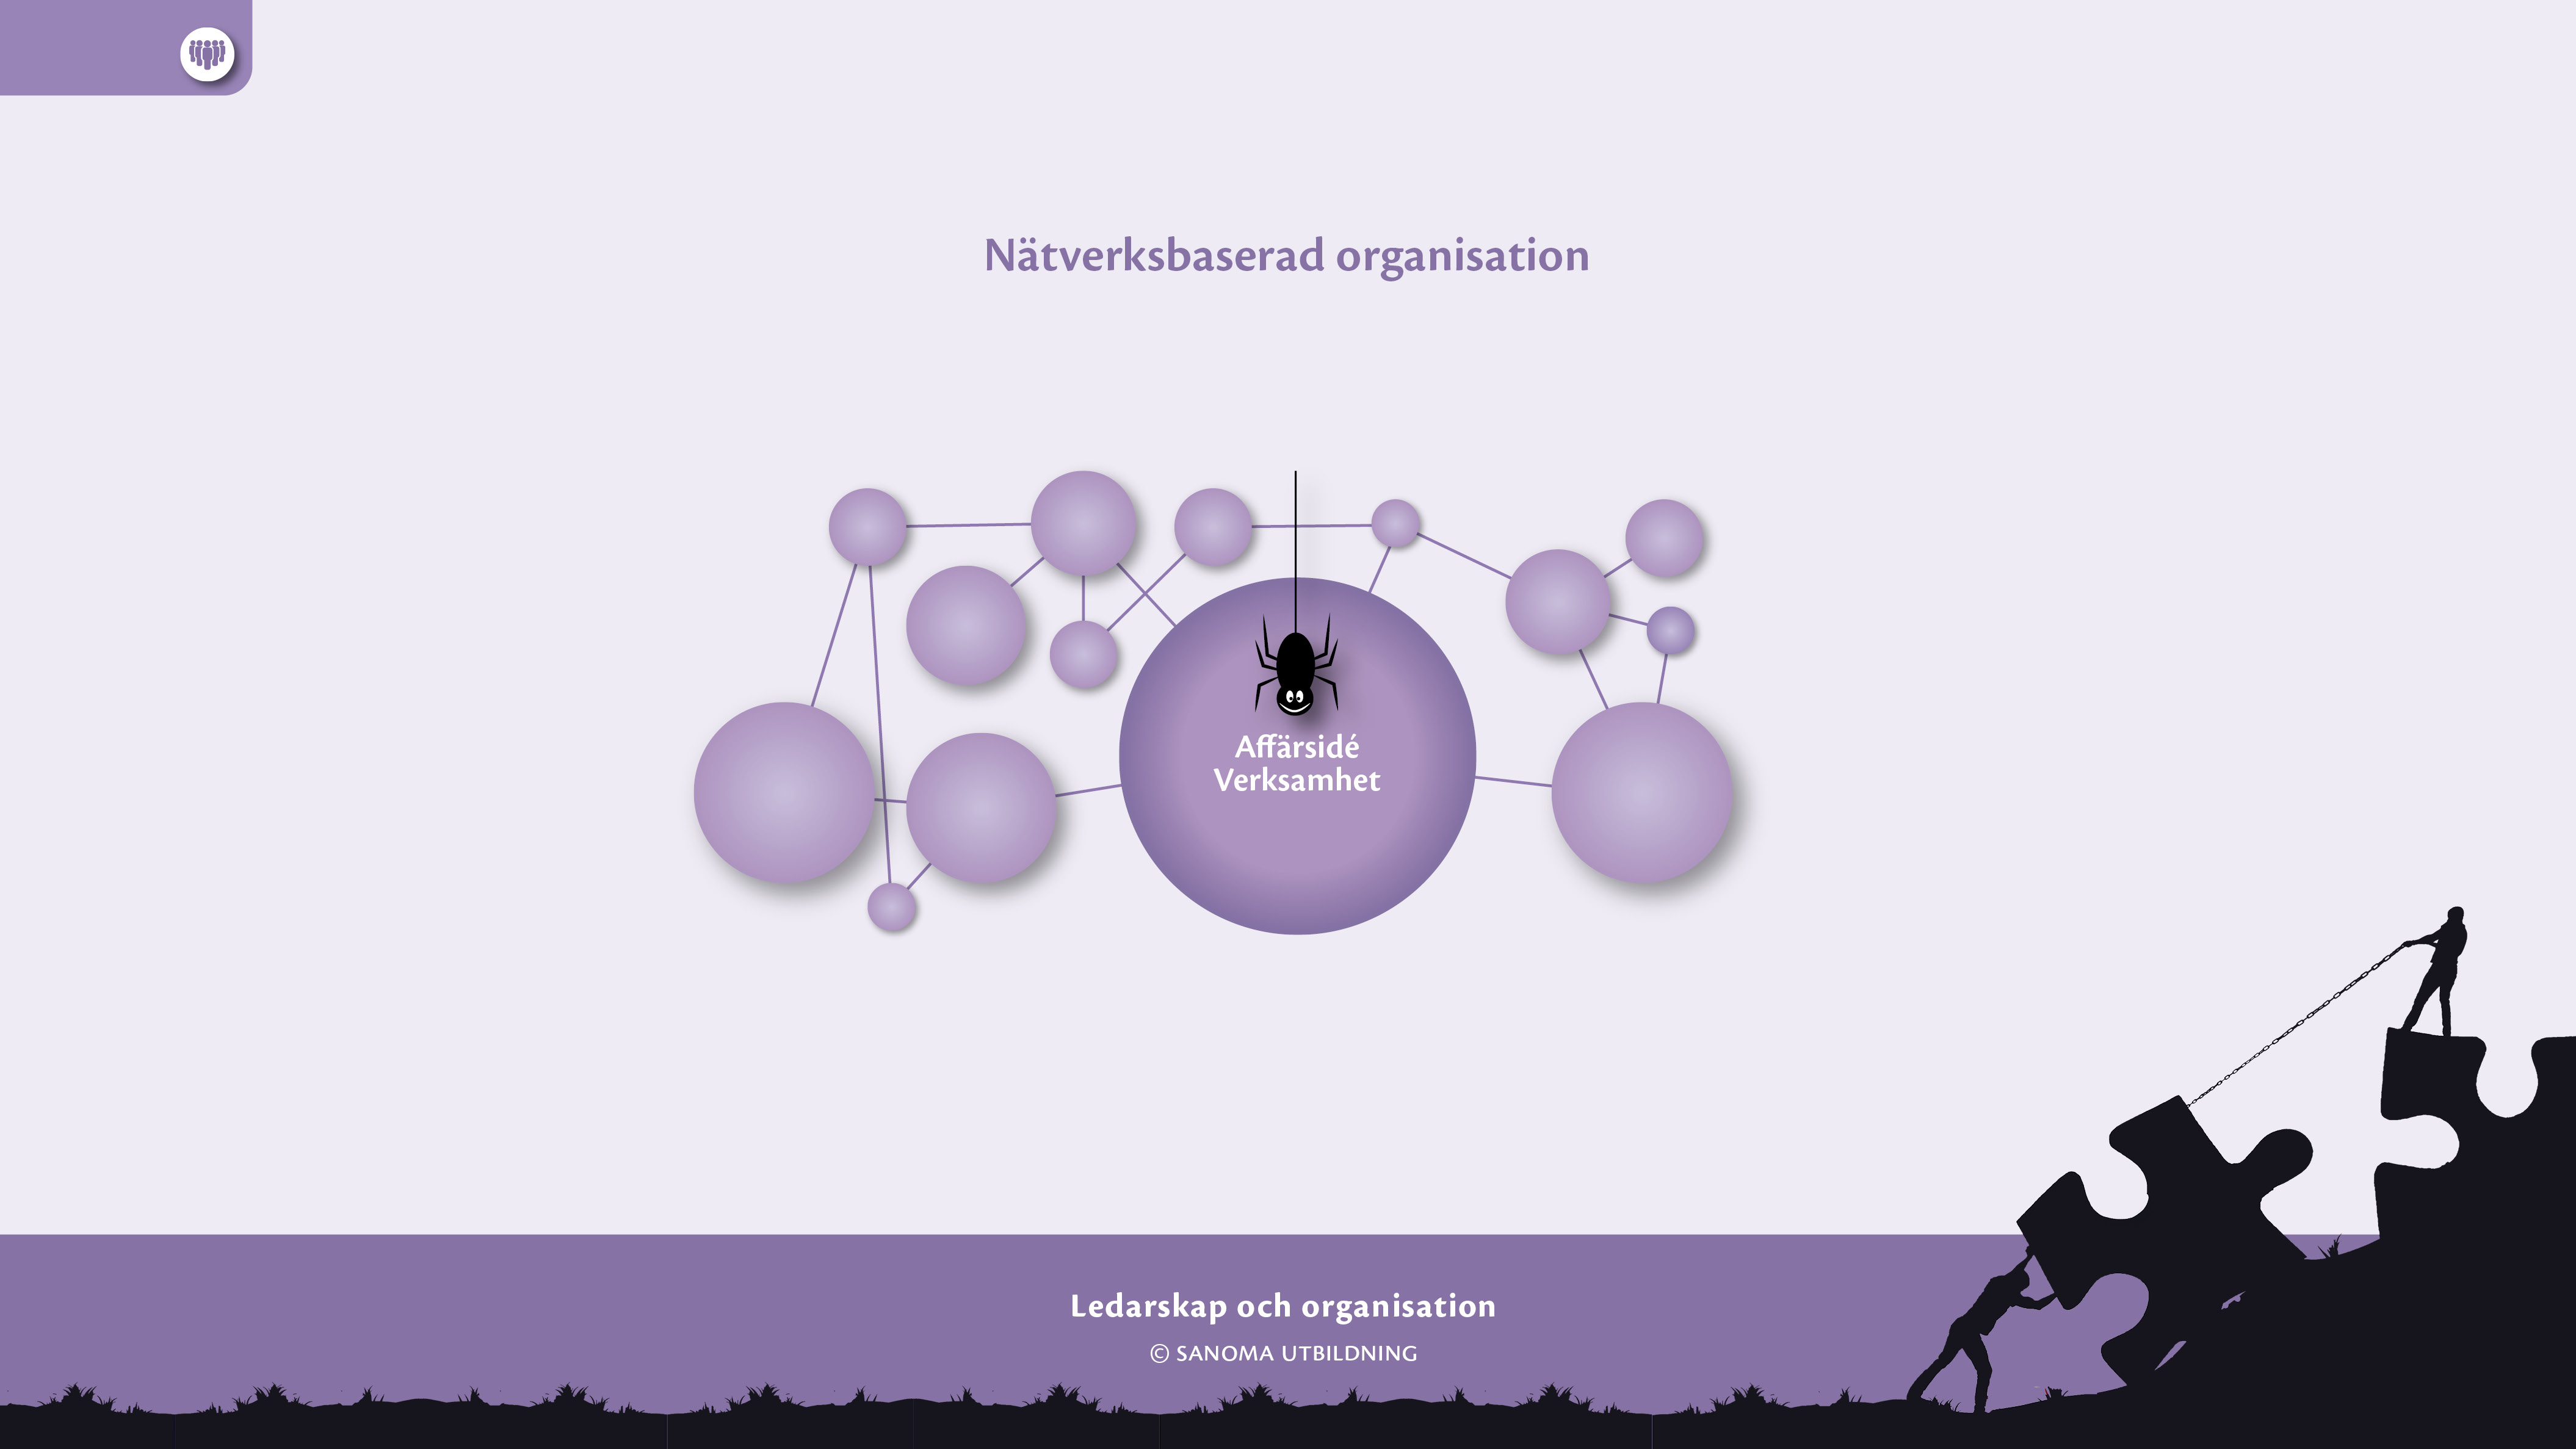 Nätverksbaserad organisation
Affärsidé
Verksamhet
Ledarskap och organisation
© SANOMA UTBILDNING